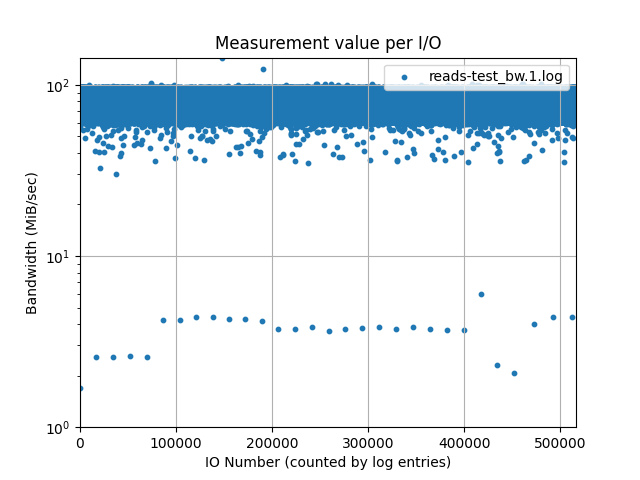 Measurement value per I/O
reads-test_bw.1.log
Bandwidth (MiB/sec)
10²
10¹
10⁰
0 100000 200000 300000 400000 500000
IO Number (counted by log entries)